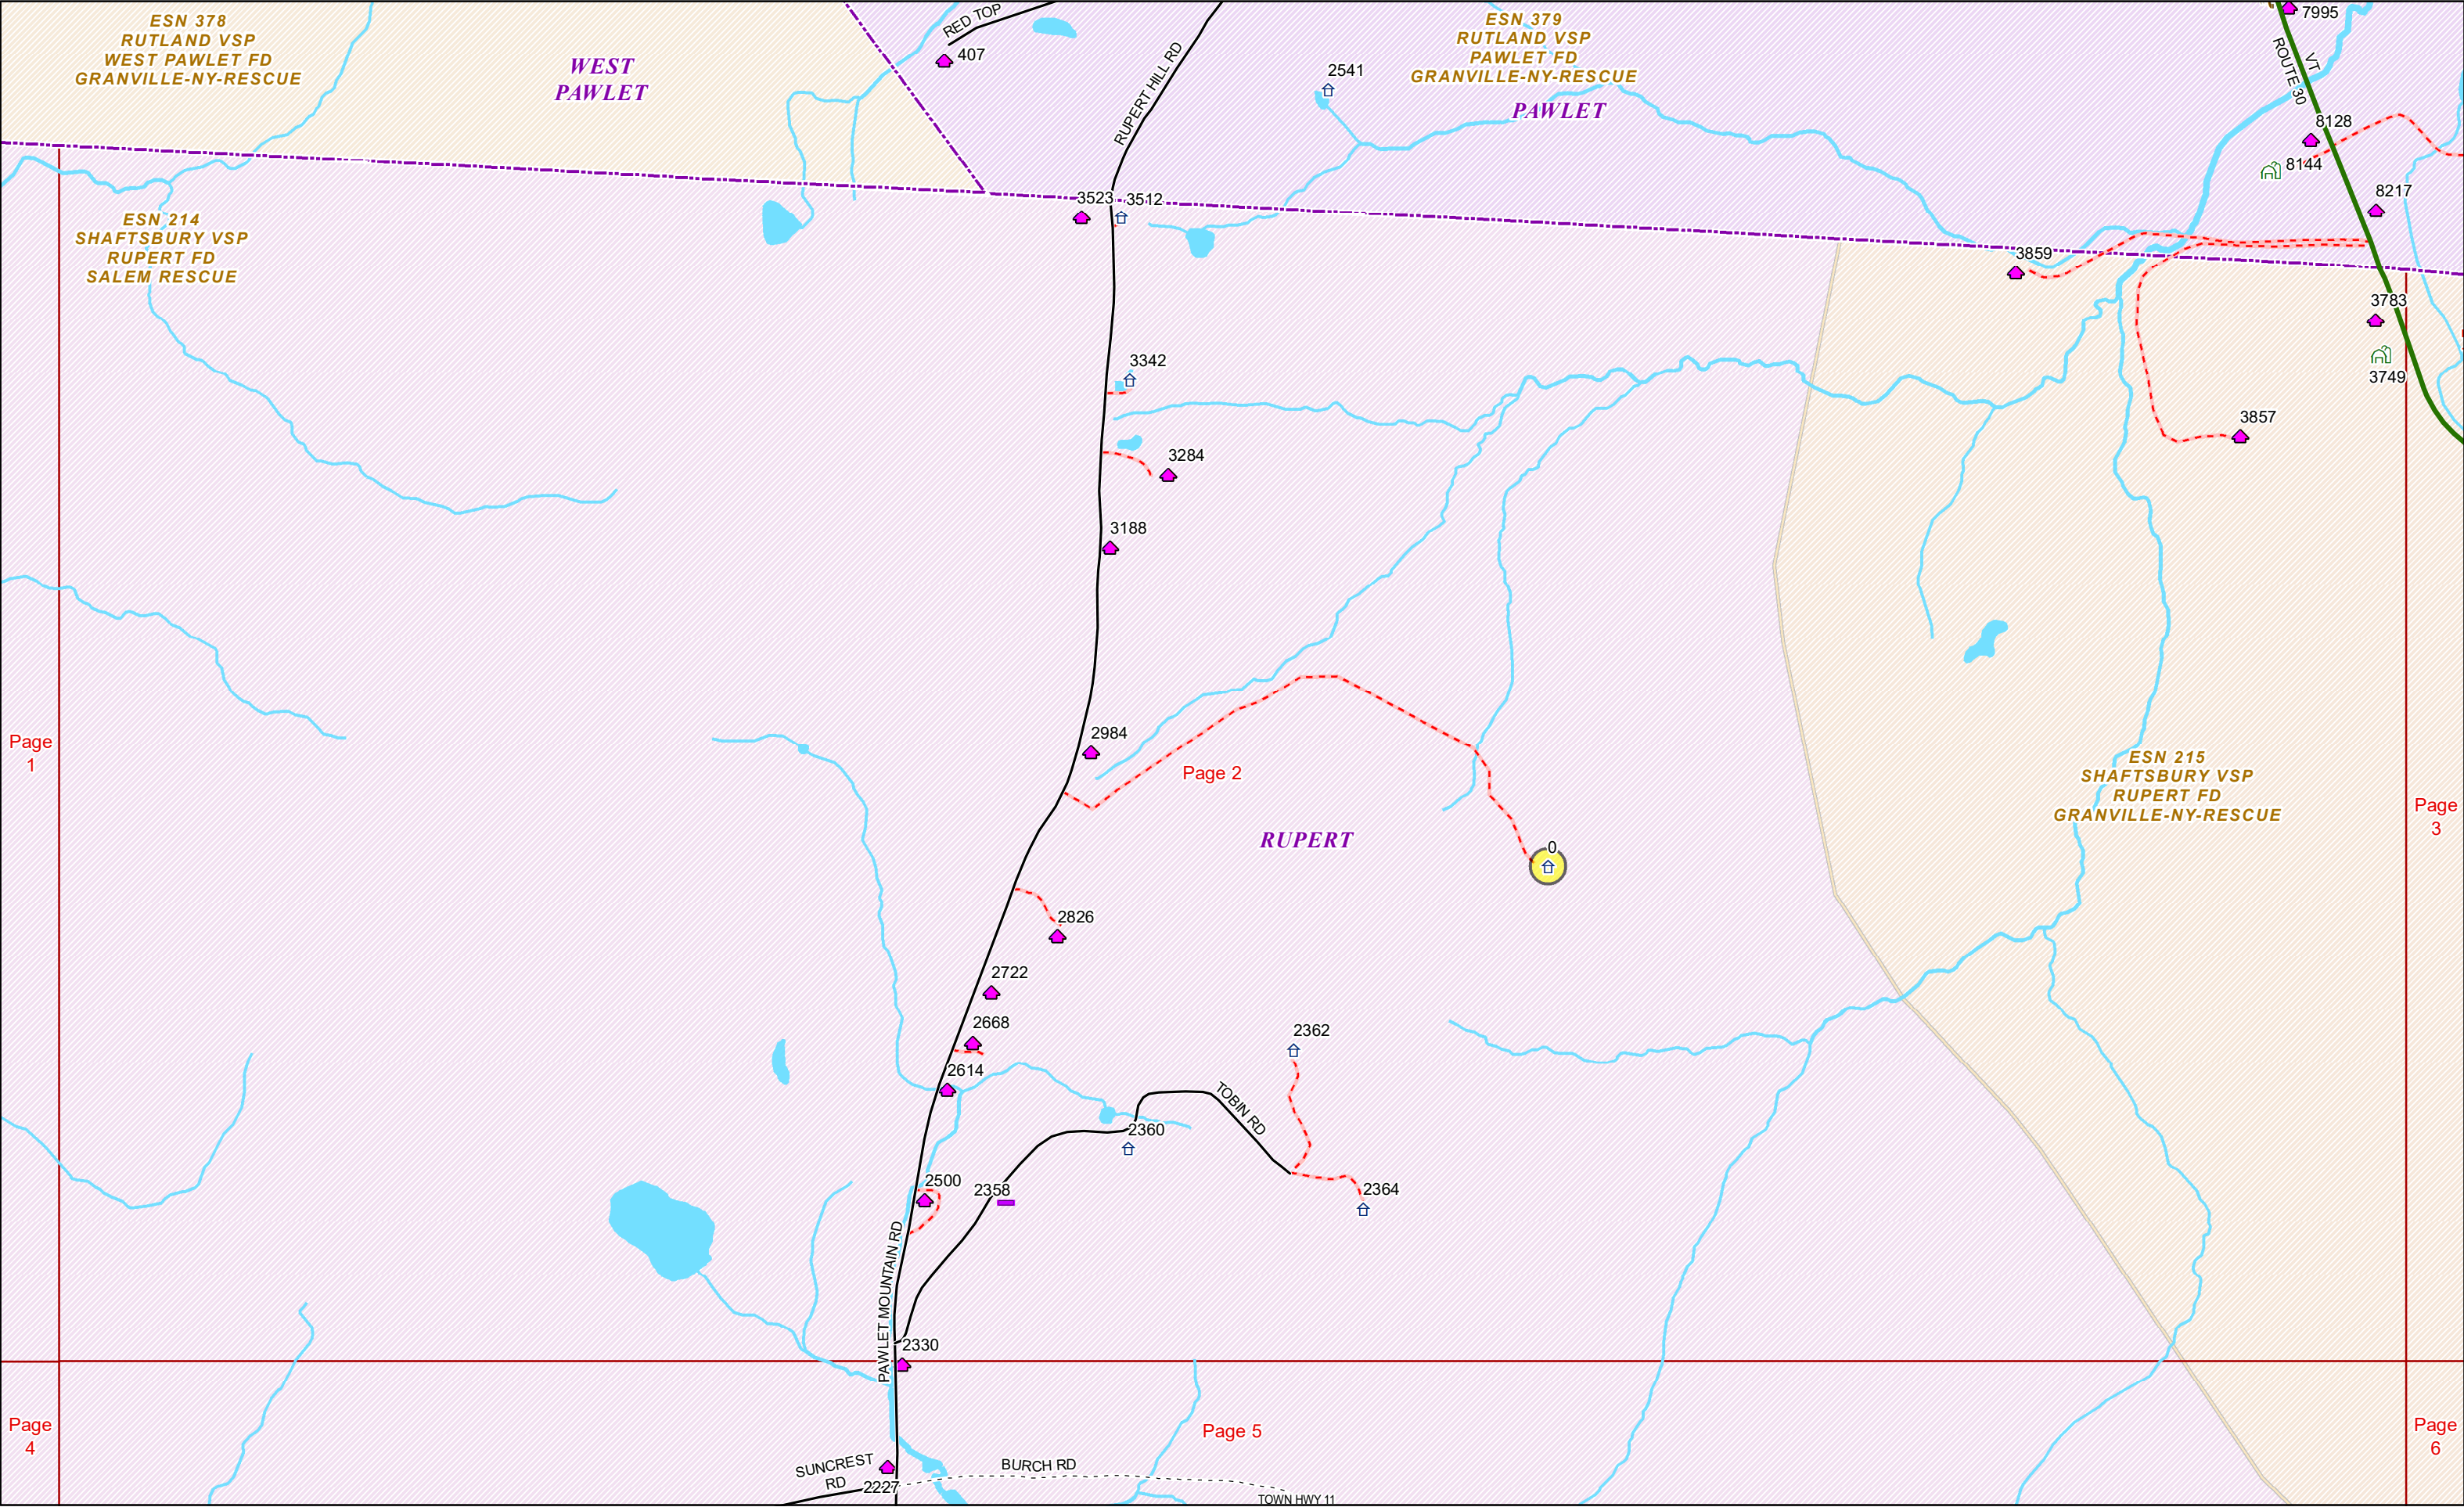 ESN 378
RUTLAND VSP
WEST PAWLET FD
GRANVILLE-NY-RESCUE
WEST
PAWLET
RED TOP
407
RUPERT HILL RD
2541
ESN 379
RUTLAND VSP
PAWLET FD
GRANVILLE-NY-RESCUE
PAWLET
7995
VT
ROUTE 30
8128
8144
8217
ESN 214
SHAFTSBURY VSP
RUPERT FD
SALEM RESCUE
3523
3512
3859
3783
3749
3342
3857
3284
3188
2984
Page
1
Page 2
RUPERT
ESN 215
SHAFTSBURY VSP
RUPERT FD
GRANVILLE-NY-RESCUE
Page
3
0
2826
2722
2668
2614
2362
TOBIN RD
2360
2500
2358
2364
PAWLET MOUNTAIN RD
2330
Page
4
Page 5
Page
6
SUNCREST
RD
2227
BURCH RD
TOWN HWY 11